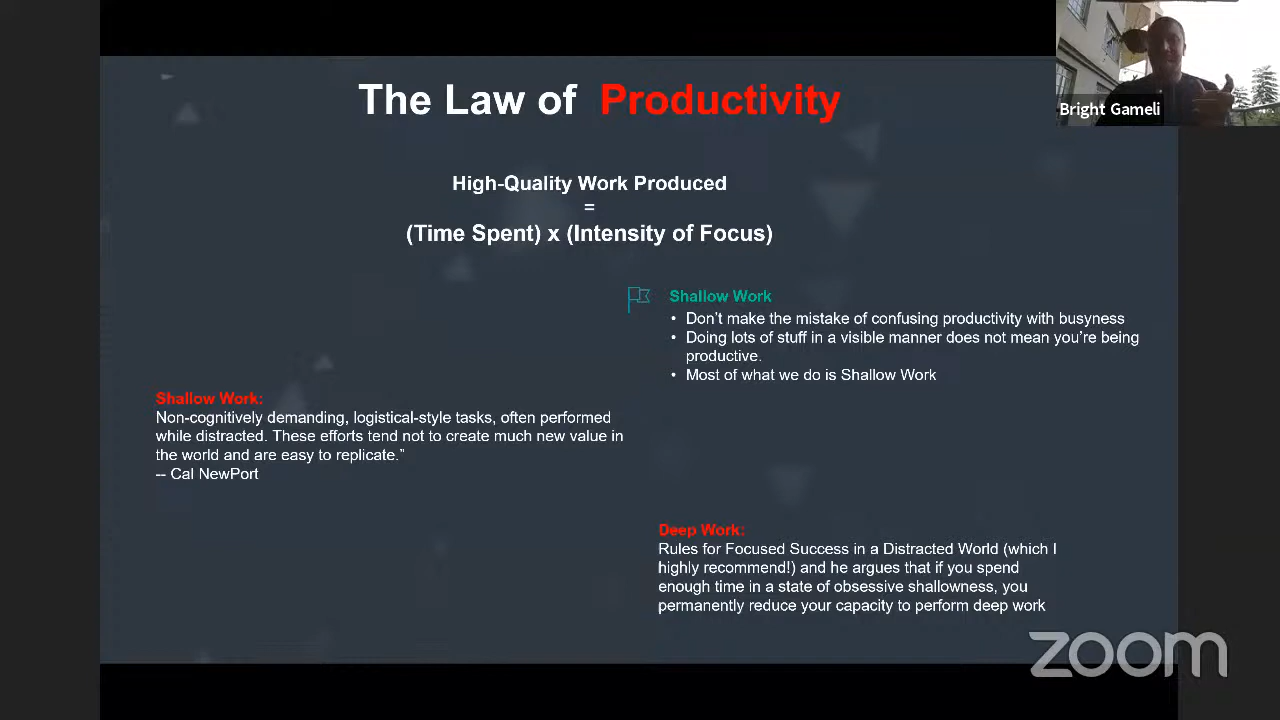 The Law of Productivity
Bright Gameli
High-Quality Work Produced
=
(Time Spent) x (Intensity of Focus)
Shallow Work
• Don't make the mistake of confusing productivity with busyness
• Doing lots of stuff in a visible manner does not mean you're being
productive.
• Most of what we do is Shallow Work
Shallow Work:
Non-cognitively demanding, logistical-style tasks, often performed
while distracted. These efforts tend not to create much new value in
the world and are easy to replicate.”
-- Cal NewPort
Deep Work:
Rules for Focused Success in a Distracted World (which I
highly recommend!) and he argues that if you spend
enough time in a state of obsessive shallowness, you
permanently reduce your capacity to perform deep work
zoom